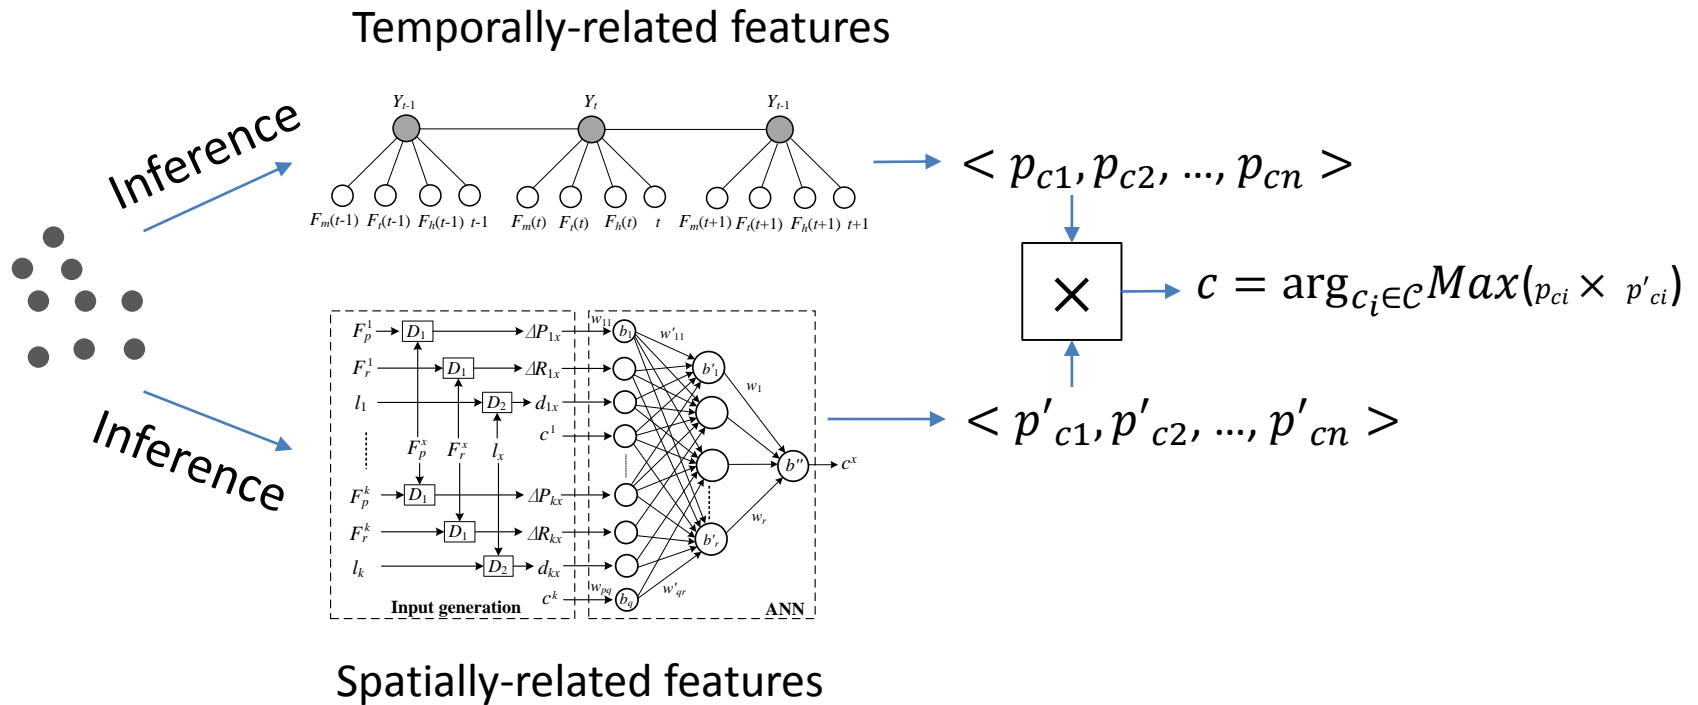 Temporally-related features
Inference
Y_{t-1} Y_t Y_{t-1}
F_m(t-1) F_t(t-1) F_h(t-1) t-1 F_m(t) F_t(t) F_h(t) t F_m(t+1) F_t(t+1) F_h(t+1) t+1
< p_{c1}, p_{c2}, ..., p_{cn} >
×
c = arg_{c_i∈𝒞} Max(p_{ci} × p'_{ci})
Inference
F_p^1 D_1 ΔP_{1x} w_{11} b_1 w'_{11}
F_r^1 D_1 ΔR_{1x} b'_1
l_1 D_2 d_{1x} w_1
c^1
F_p^x F_r^x l_x b'' c^x
F_p^k D_1 ΔP_{kx}
F_r^k D_1 ΔR_{kx} b'_r w_r
l_k D_2 d_{kx}
c^k w_{pq} b_q w'_{qr}
Input generation ANN
< p'_{c1}, p'_{c2}, ..., p'_{cn} >
Spatially-related features